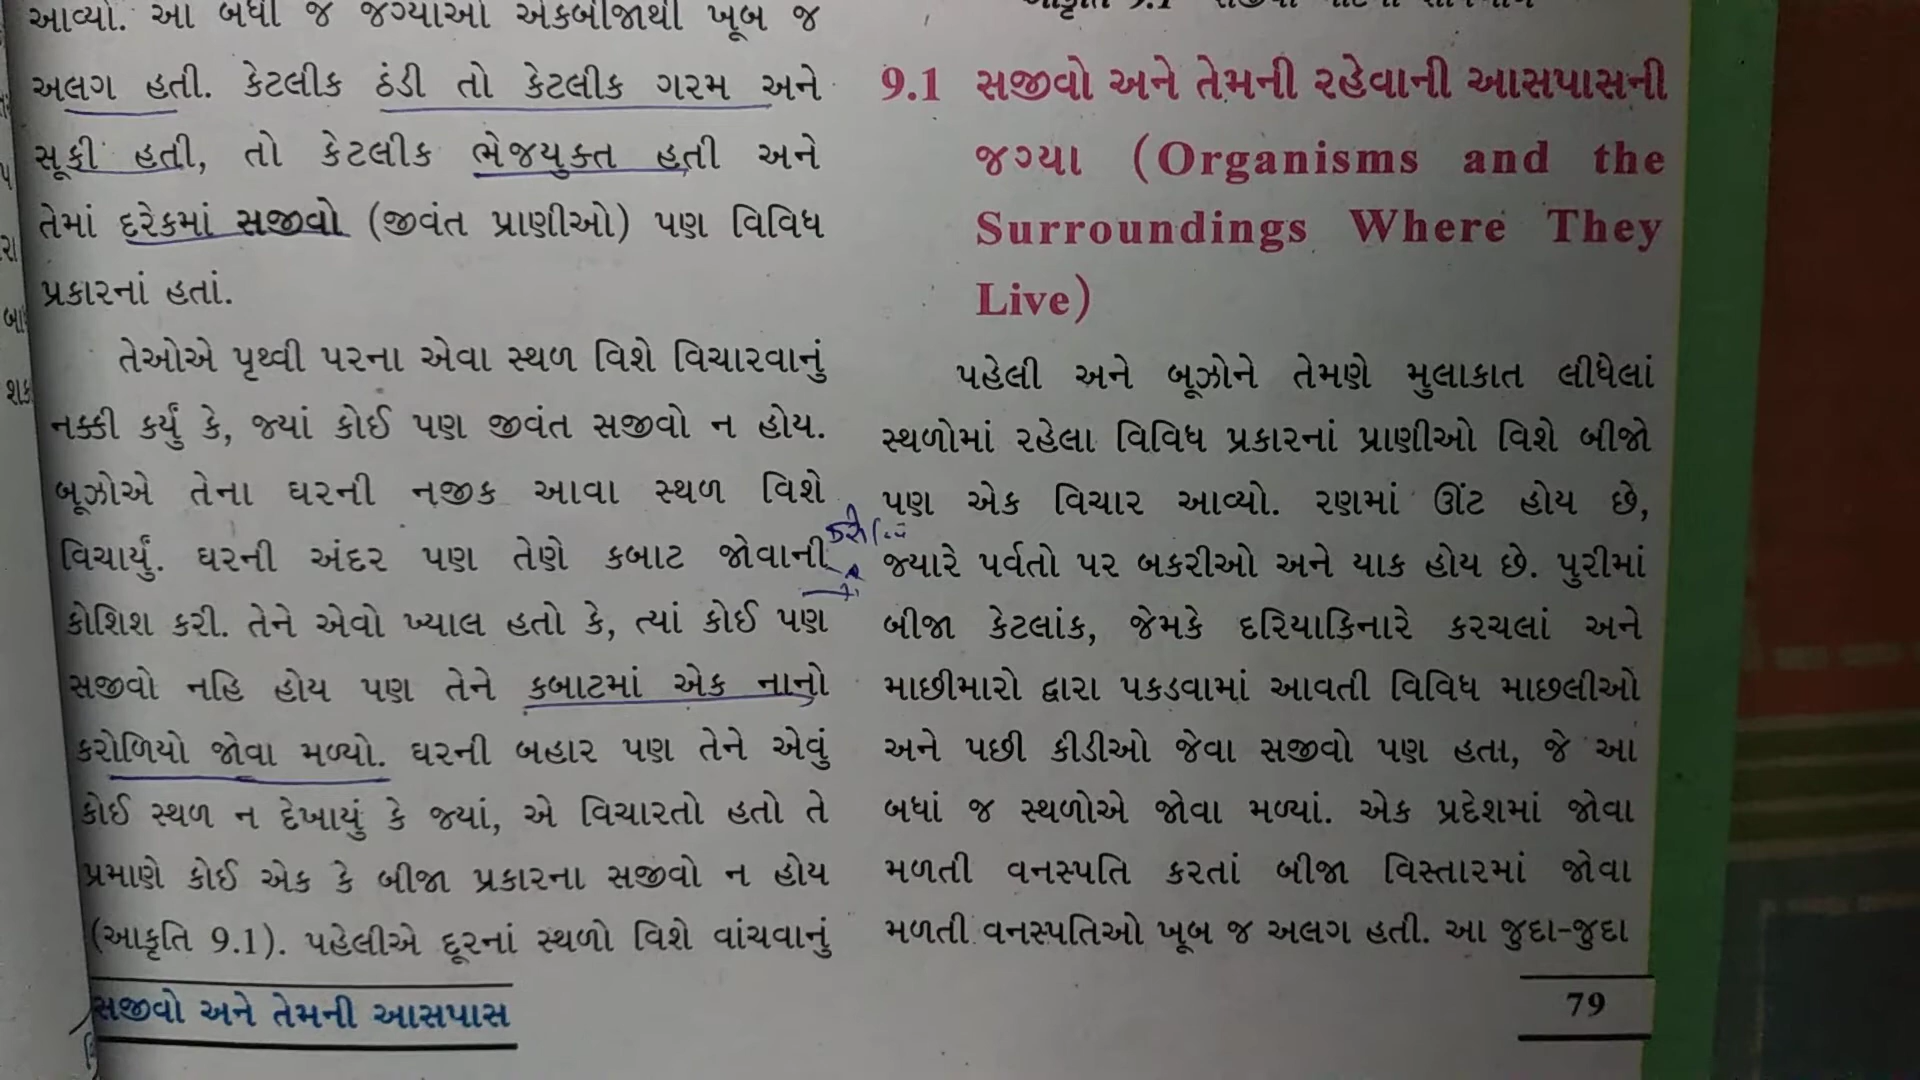 આવ્યો. આ બધી જ જગ્યાઓ એકબીજાથી ખૂબ જ
અલગ હતી. કેટલીક ઠંડી તો કેટલીક ગરમ અને
સૂકી હતી, તો કેટલીક ભેજયુક્ત હતી અને
તેમાં દરેકમાં સજીવો (જીવંત પ્રાણીઓ) પણ વિવિધ
પ્રકારનાં હતાં.
તેઓએ પૃથ્વી પરના એવા સ્થળ વિશે વિચારવાનું
નક્કી કર્યું કે, જ્યાં કોઈ પણ જીવંત સજીવો ન હોય.
બૂઝોએ તેના ઘરની નજીક આવા સ્થળ વિશે
વિચાર્યું. ઘરની અંદર પણ તેણે કબાટ જોવાની
કોશિશ કરી. તેને એવો ખ્યાલ હતો કે, ત્યાં કોઈ પણ
સજીવો નહિ હોય પણ તેને કબાટમાં એક નાનો
કરોળિયો જોવા મળ્યો. ઘરની બહાર પણ તેને એવું
કોઈ સ્થળ ન દેખાયું કે જ્યાં, એ વિચારતો હતો તે
પ્રમાણે કોઈ એક કે બીજા પ્રકારના સજીવો ન હોય
(આકૃતિ 9.1). પહેલીએ દૂરનાં સ્થળો વિશે વાંચવાનું
સજીવો અને તેમની આસપાસ
9.1 સજીવો અને તેમની રહેવાની આસપાસની
જગ્યા (Organisms and the
Surroundings Where They
Live)
પહેલી અને બૂઝોને તેમણે મુલાકાત લીધેલાં
સ્થળોમાં રહેલા વિવિધ પ્રકારનાં પ્રાણીઓ વિશે બીજો
પણ એક વિચાર આવ્યો. રણમાં ઊંટ હોય છે,
જ્યારે પર્વતો પર બકરીઓ અને યાક હોય છે. પુરીમાં
બીજા કેટલાંક, જેમકે દરિયાકિનારે કરચલાં અને
માછીમારો દ્વારા પકડવામાં આવતી વિવિધ માછલીઓ
અને પછી કીડીઓ જેવા સજીવો પણ હતા, જે આ
બધાં જ સ્થળોએ જોવા મળ્યાં. એક પ્રદેશમાં જોવા
મળતી વનસ્પતિ કરતાં બીજા વિસ્તારમાં જોવા
મળતી વનસ્પતિઓ ખૂબ જ અલગ હતી. આ જુદા-જુદા
79